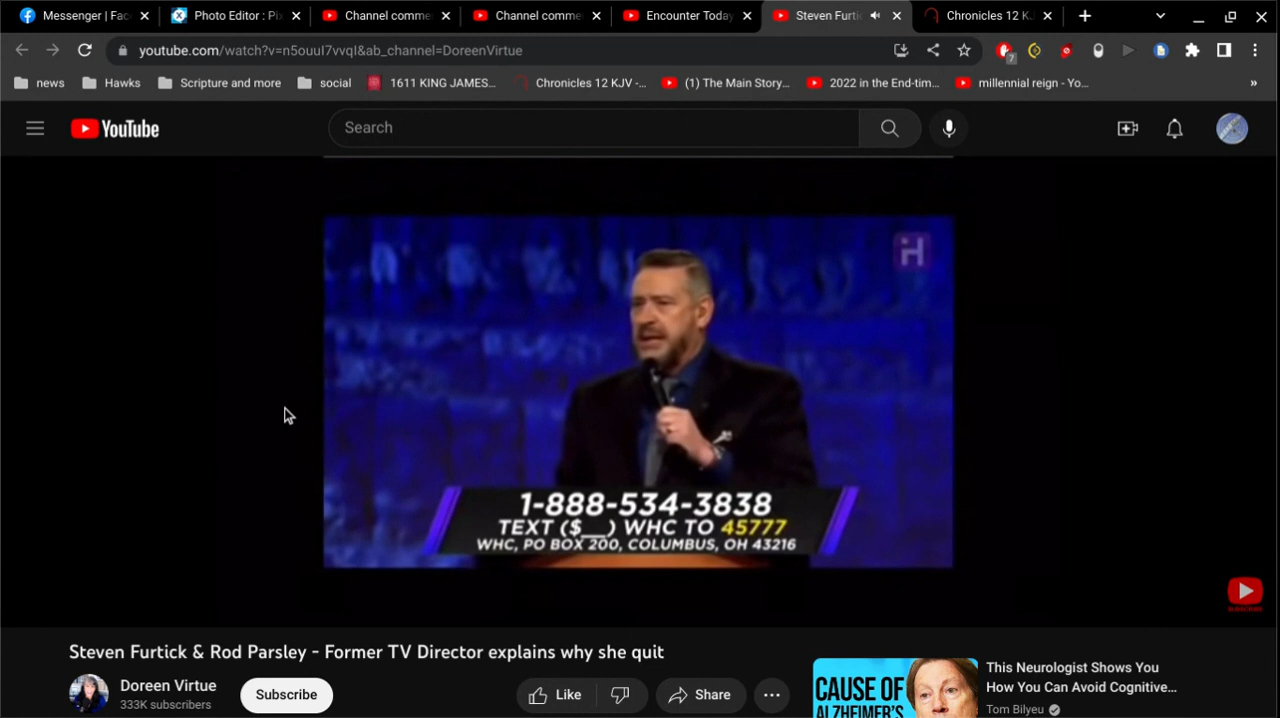 Messenger | Fac
Photo Editor : Pix
Channel comme
Channel comme
Encounter Today
Steven Furtic
Chronicles 12 KJ
youtube.com/watch?v=n5ouuI7vvqI&ab_channel=DoreenVirtue
7
news
Hawks
Scripture and more
social
1611 KING JAMES...
Chronicles 12 KJV -...
(1) The Main Story...
2022 in the End-tim...
millennial reign - Yo...
»
YouTube
Search
H
1-888-534-3838
TEXT ($__) WHC TO 45777
WHC, PO BOX 200, COLUMBUS, OH 43216
SUBSCRIBE
Steven Furtick & Rod Parsley - Former TV Director explains why she quit
Doreen Virtue
333K subscribers
Subscribe
Like
Share
CAUSE OF
ALZHEIMER'S
This Neurologist Shows You
How You Can Avoid Cognitive...
Tom Bilyeu